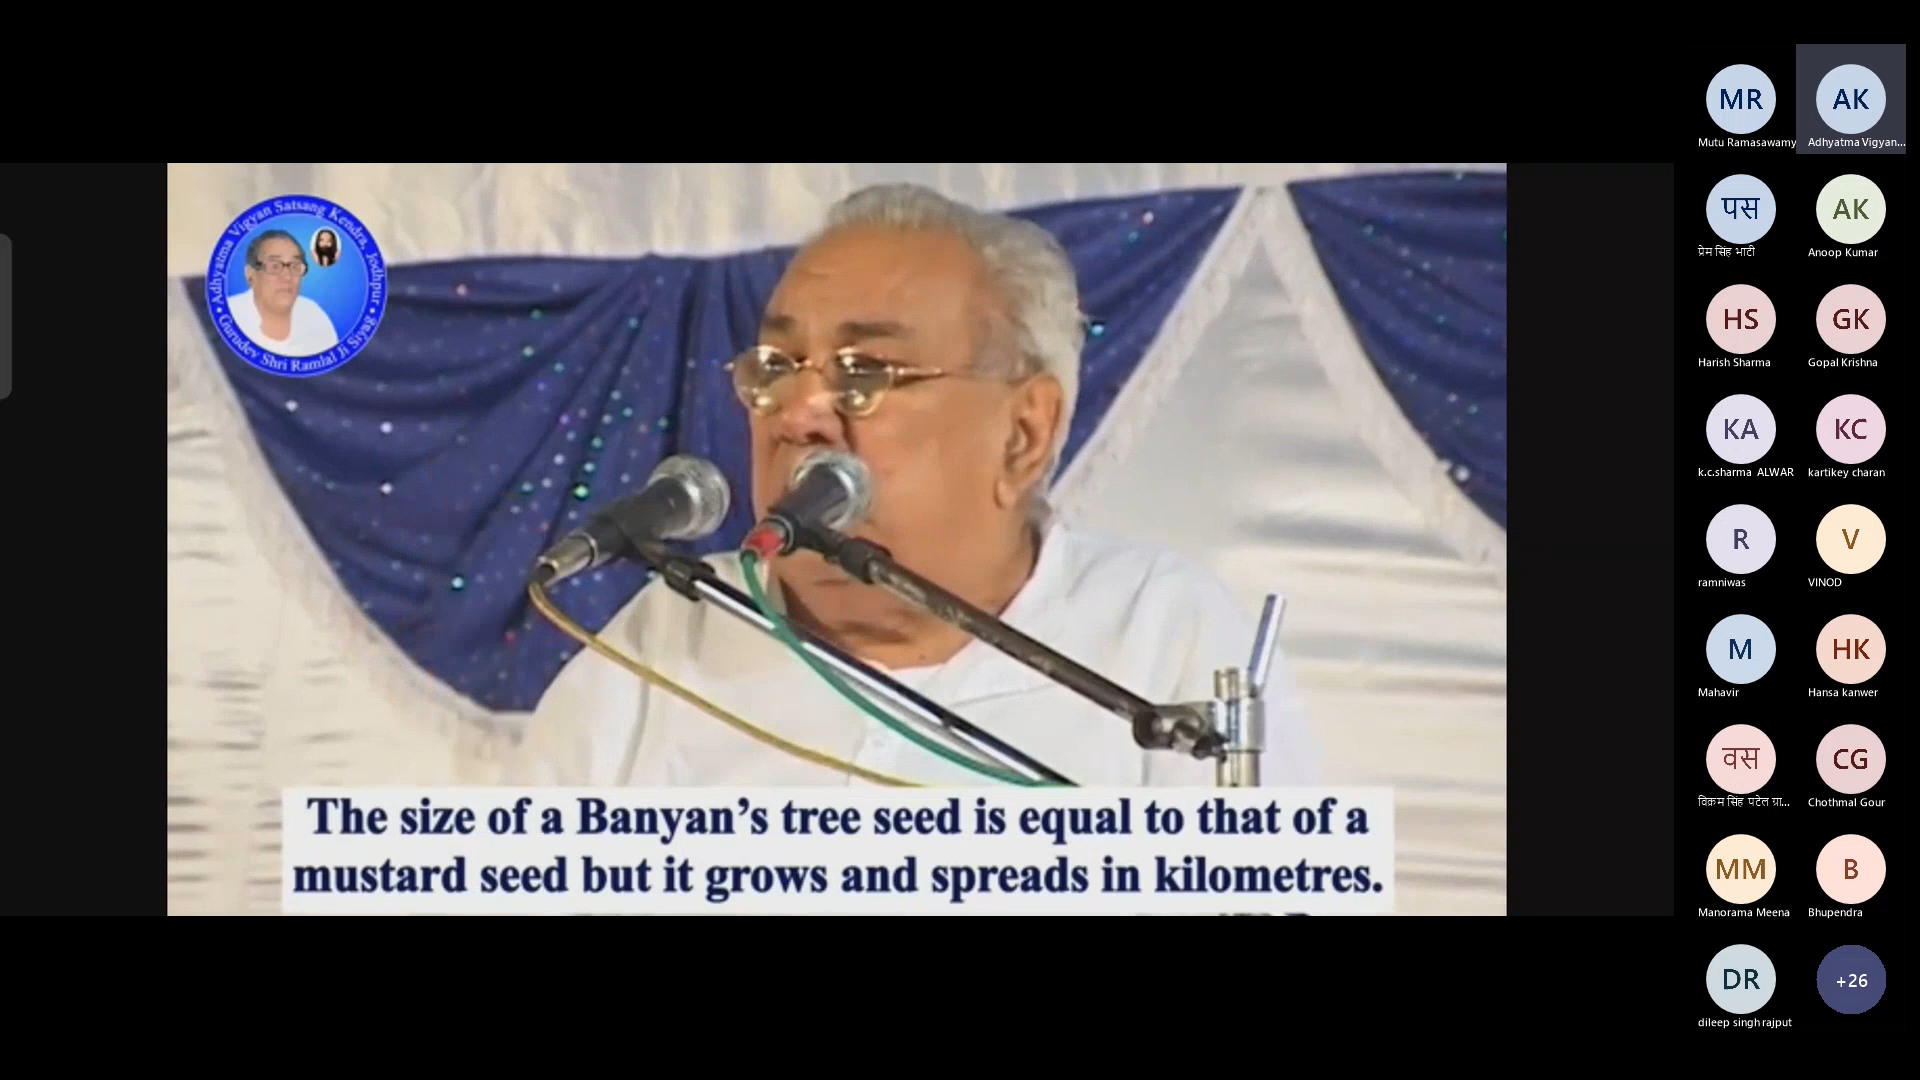 Adhyatma Vigyan Satsang Kendra, Jodhpur •
Gurudev Shri Ramlal Ji Siyag •
The size of a Banyan’s tree seed is equal to that of a
mustard seed but it grows and spreads in kilometres.
MR
Mutu Ramasawamy
AK
Adhyatma Vigyan...
पस
प्रेम सिंह भाटी
AK
Anoop Kumar
HS
Harish Sharma
GK
Gopal Krishna
KA
k.c.sharma ALWAR
KC
kartikey charan
R
ramniwas
V
VINOD
M
Mahavir
HK
Hansa kanwer
वस
विक्रम सिंह पटेल ग्रा...
CG
Chothmal Gour
MM
Manorama Meena
B
Bhupendra
DR
dileep singh rajput
+26